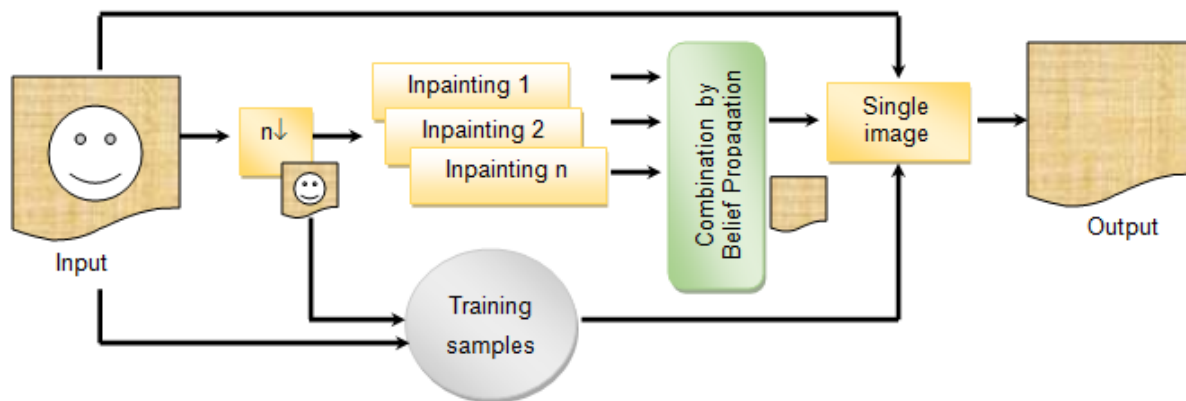 Input
n↓
Inpainting 1
Inpainting 2
Inpainting n
Training
samples
Combination by
Belief Propagation
Single
image
Output